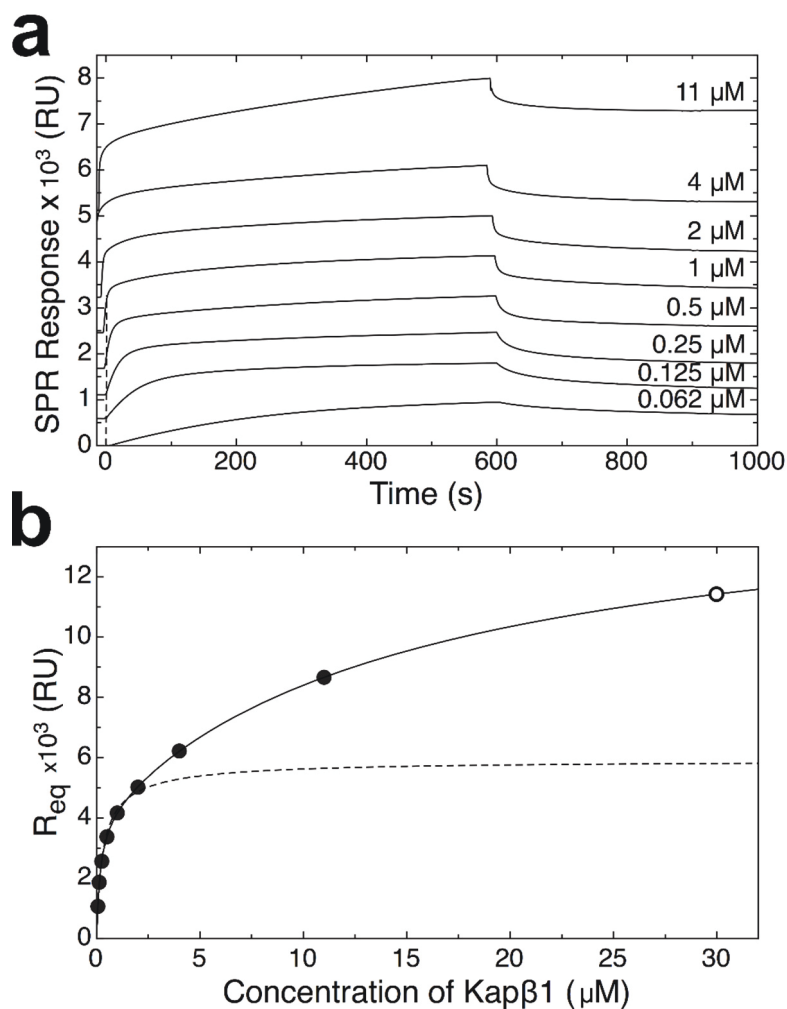 a
SPR Response x 10³ (RU)
8
7
6
5
4
3
2
1
0
11 µM
4 µM
2 µM
1 µM
0.5 µM
0.25 µM
0.125 µM
0.062 µM
0 200 400 600 800 1000
Time (s)
b
Req x10³ (RU)
12
10
8
6
4
2
0
0 5 10 15 20 25 30
Concentration of Kapβ1 (µM)